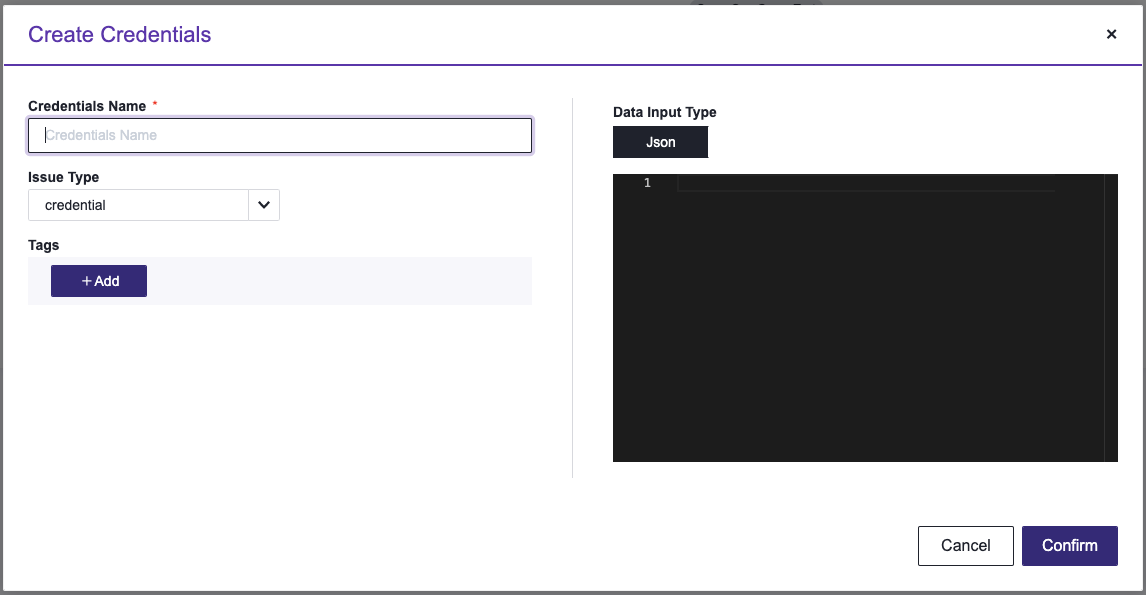 Create Credentials
×
Credentials Name *
Credentials Name
Issue Type
credential
Tags
+ Add
Data Input Type
Json
1
Cancel
Confirm